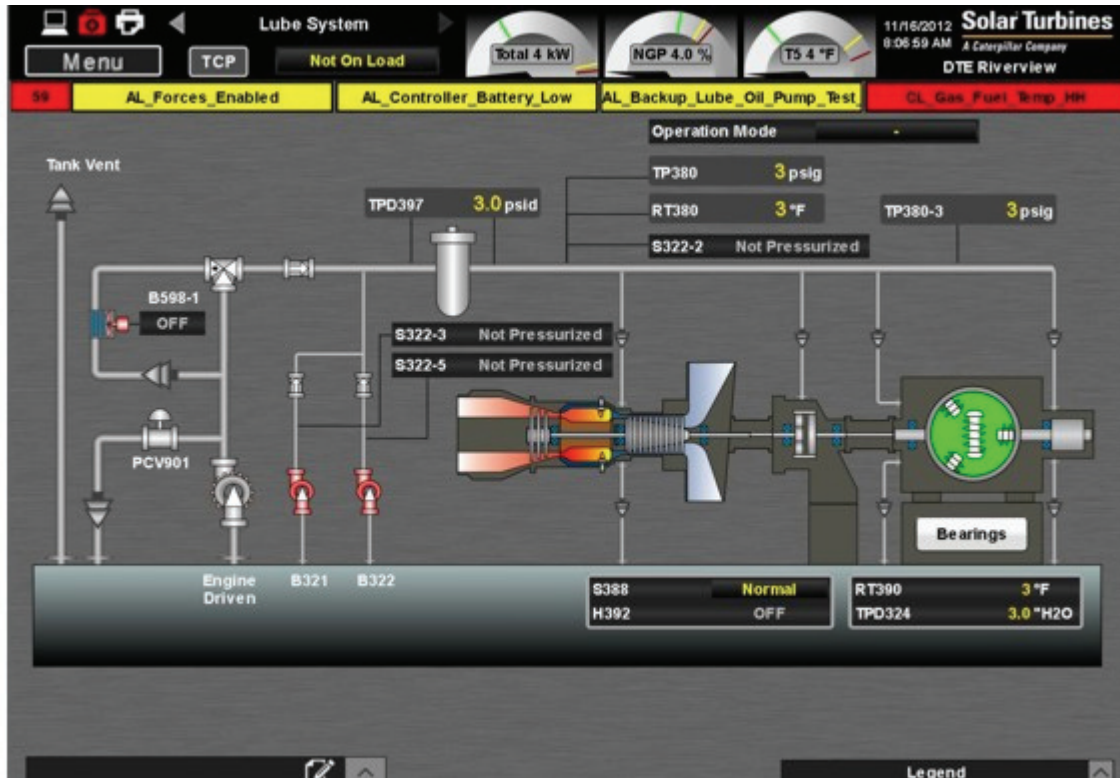 Lube System
11/16/2012
8:06:59 AM
Solar Turbines
A Caterpillar Company
DTE Riverview
Menu
TCP
Not On Load
Total 4 kW
NGP 4.0 %
T5 4 °F
59
AL_Forces_Enabled
AL_Controller_Battery_Low
AL_Backup_Lube_Oil_Pump_Test_
CL_Gas_Fuel_Temp_HH
Operation Mode -
Tank Vent
TP380 3 psig
TPD397 3.0 psid
RT380 3 °F
TP380-3 3 psig
S322-2 Not Pressurized
B598-1
OFF
S322-3 Not Pressurized
S322-5 Not Pressurized
PCV901
Bearings
Engine
Driven
B321
B322
S388 Normal
H392 OFF
RT390 3 °F
TPD324 3.0 "H2O
Legend